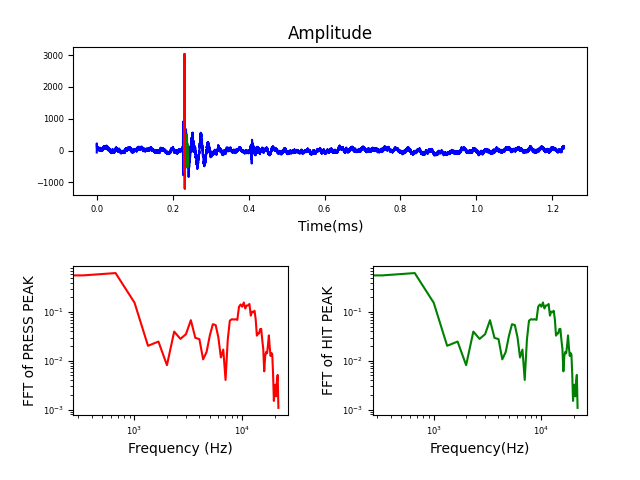 Amplitude
3000
2000
1000
0
−1000
0.0 0.2 0.4 0.6 0.8 1.0 1.2
Time(ms)
FFT of PRESS PEAK
10⁻¹
10⁻²
10⁻³
10³ 10⁴
Frequency (Hz)
FFT of HIT PEAK
10⁻¹
10⁻²
10⁻³
10³ 10⁴
Frequency(Hz)